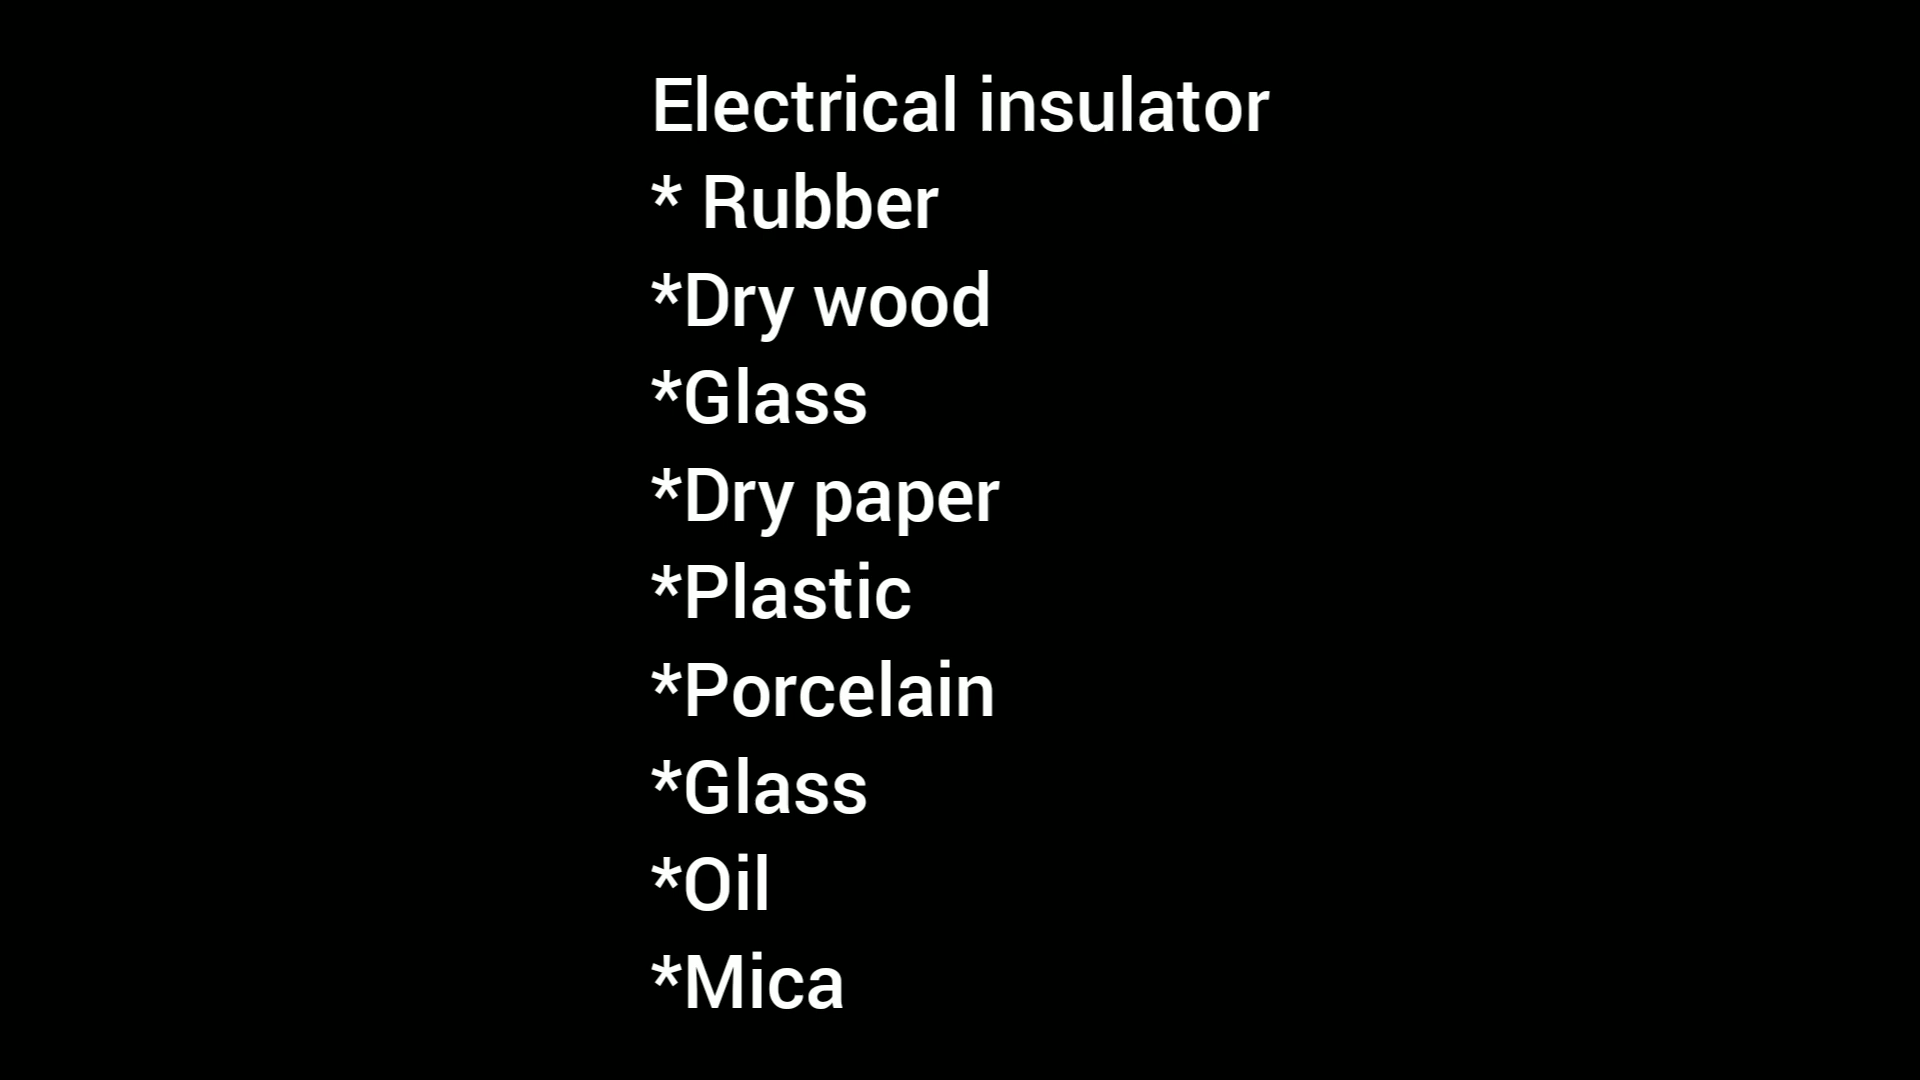 Electrical insulator
* Rubber
*Dry wood
*Glass
*Dry paper
*Plastic
*Porcelain
*Glass
*Oil
*Mica